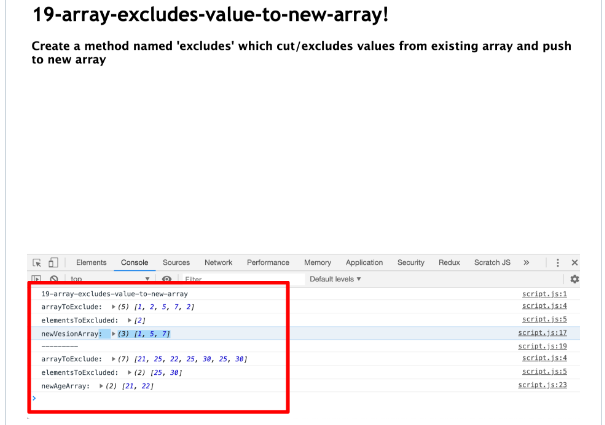 19-array-excludes-value-to-new-array!
Create a method named 'excludes' which cut/excludes values from existing array and push
to new array
Elements Console Sources Network Performance Memory Application Security Redux Scratch JS »
top ▼ Filter Default levels ▼
19-array-excludes-value-to-new-array script.js:1
arrayToExclude: ▶(5) [1, 2, 5, 7, 2] script.js:4
elementsToExcluded: ▶[2] script.js:5
newVesionArray: ▶(3) [1, 5, 7] script.js:17
--------- script.js:19
arrayToExclude: ▶(7) [21, 25, 22, 25, 30, 25, 30] script.js:4
elementsToExcluded: ▶(2) [25, 30] script.js:5
newAgeArray: ▶(2) [21, 22] script.js:23
>